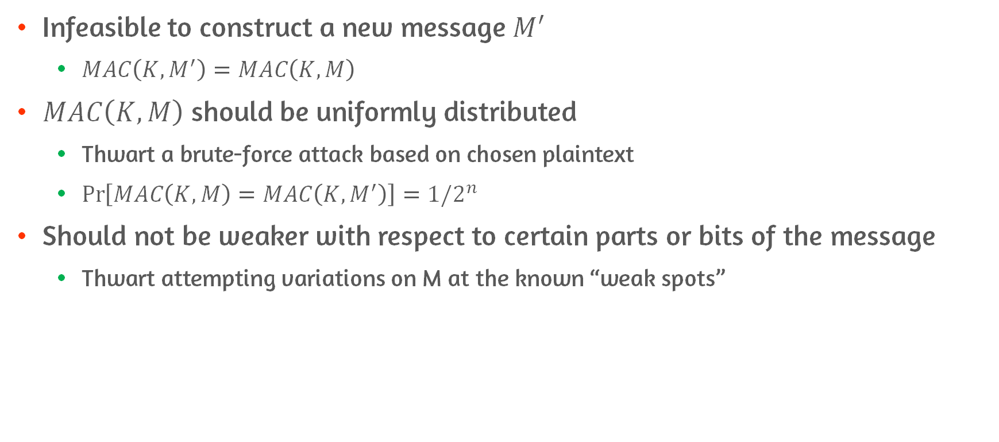 • Infeasible to construct a new message M′
• MAC(K, M′) = MAC(K, M)
• MAC(K, M) should be uniformly distributed
• Thwart a brute-force attack based on chosen plaintext
• Pr[MAC(K, M) = MAC(K, M′)] = 1/2ⁿ
• Should not be weaker with respect to certain parts or bits of the message
• Thwart attempting variations on M at the known “weak spots”